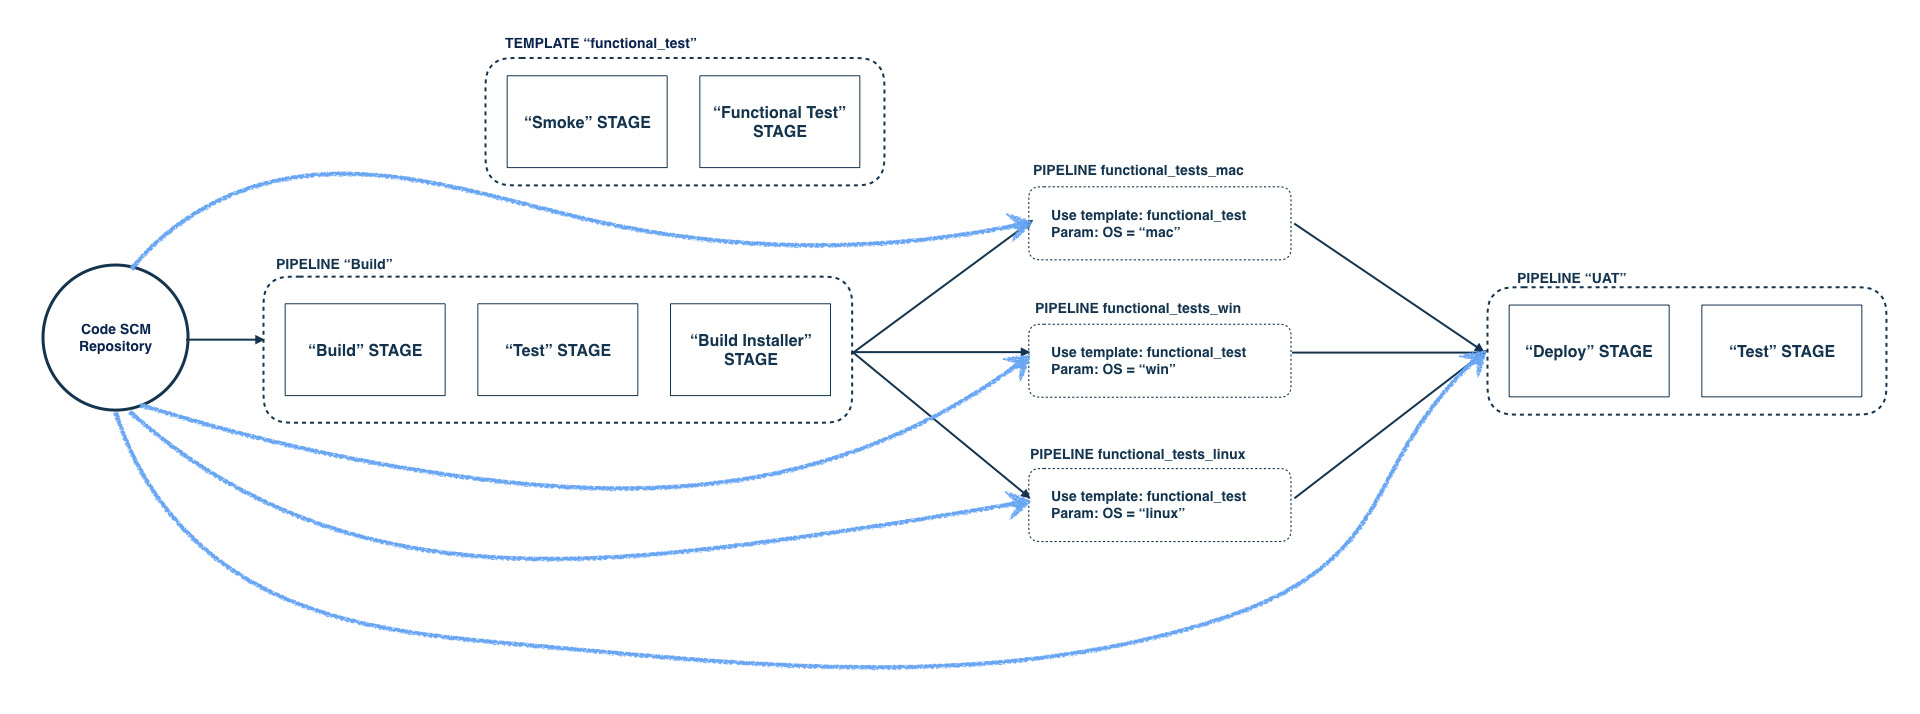 TEMPLATE “functional_test”
“Smoke” STAGE
“Functional Test”
STAGE
Code SCM
Repository
PIPELINE “Build”
“Build” STAGE
“Test” STAGE
“Build Installer”
STAGE
PIPELINE functional_tests_mac
Use template: functional_test
Param: OS = “mac”
PIPELINE functional_tests_win
Use template: functional_test
Param: OS = “win”
PIPELINE functional_tests_linux
Use template: functional_test
Param: OS = “linux”
PIPELINE “UAT”
“Deploy” STAGE
“Test” STAGE